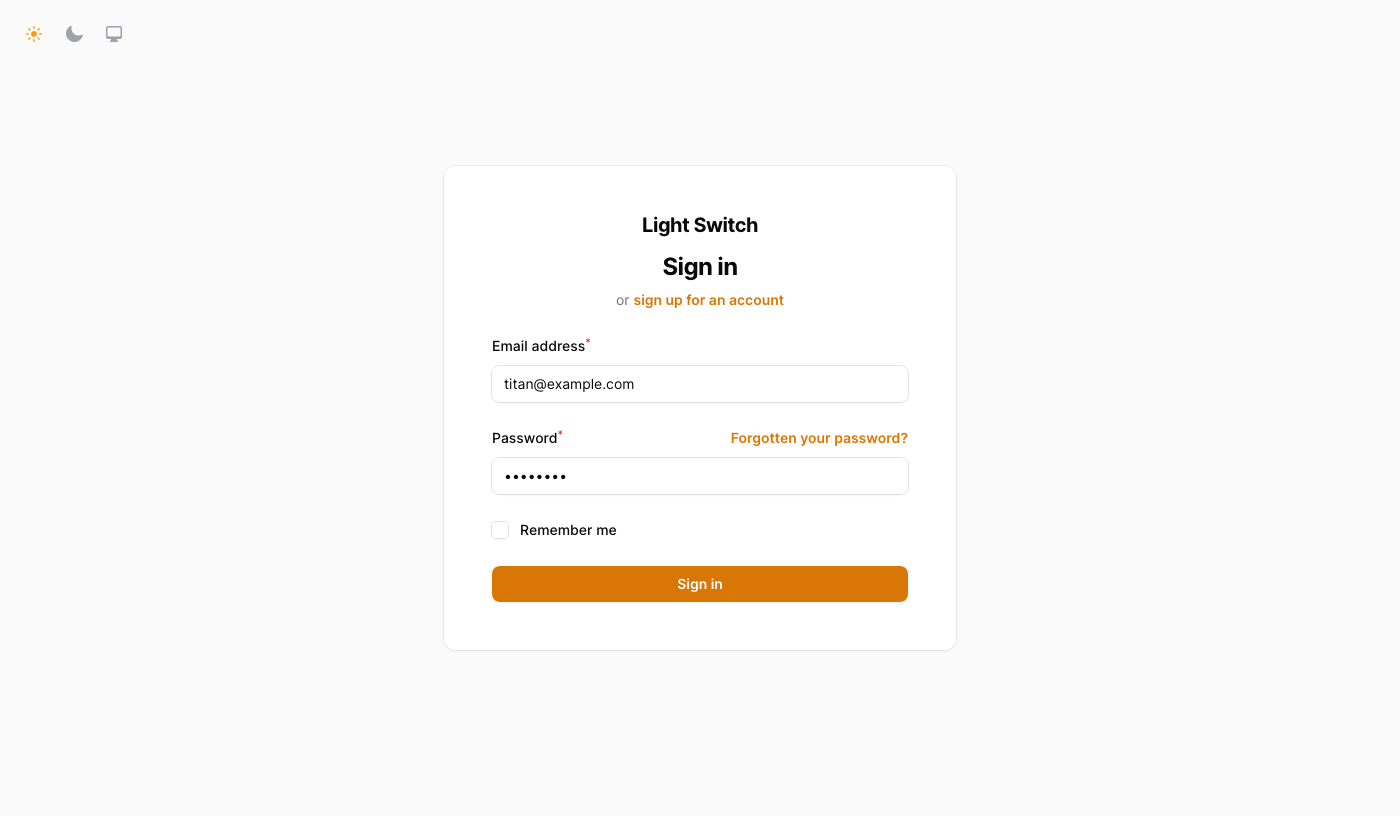 Light Switch
Sign in
or sign up for an account
Email address*
titan@example.com
Password*
Forgotten your password?
••••••••
Remember me
Sign in